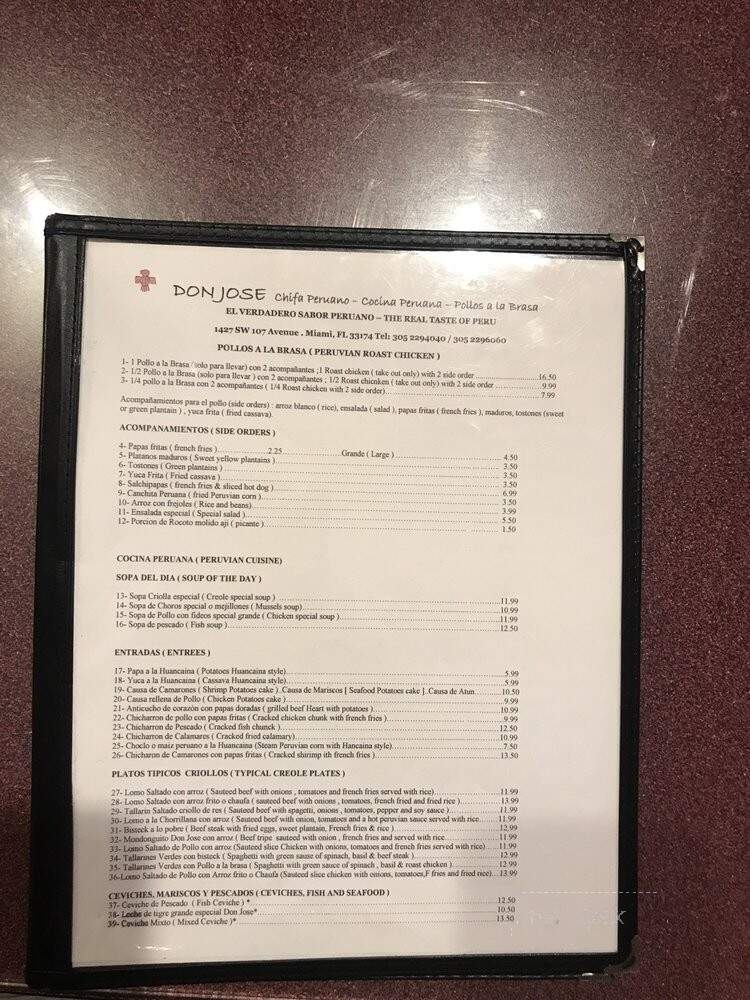 DON JOSE Chifa Peruano - Cocina Peruana - Pollos a la Brasa
EL VERDADERO SABOR PERUANO – THE REAL TASTE OF PERU
1427 SW 107 Avenue . Miami, FL 33174 Tel: 305 2294040 / 305 2296060
POLLOS A LA BRASA ( PERUVIAN ROAST CHICKEN )
1- 1 Pollo a la Brasa (solo para llevar) con 2 acompañantes ;1 Roast chicken ( take out only) with 2 side order ........ 16.50
2- 1/2 Pollo a la Brasa (solo para llevar ) con 2 acompañantes ; 1/2 Roast chicnken ( take out only) with 2 side order ........ 9.99
3- 1/4 pollo a la Brasa con 2 acompañantes ( 1/4 Roast chicken with 2 side order)........ 7.99
Acompañamientos para el pollo (side orders) : arroz blanco ( rice), ensalada ( salad ), papas fritas ( french fries ), maduros, tostones (sweet
or green plantain ) , yuca frita ( fried cassava).
ACOMPANAMIENTOS ( SIDE ORDERS )
4- Papas fritas ( french fries )........2.25........Grande ( Large )........ 4.50
5- Platanos maduros ( Sweet yellow plantains )........ 3.50
6- Tostones ( Green plantains )........ 3.50
7- Yuca Frita ( Fried cassava )........ 3.50
8- Salchipapas ( french fries & sliced hot dog )........ 6.99
9- Canchita Peruana ( fried Peruvian corn )........ 3.50
10- Arroz con frejoles ( Rice and beans)........ 3.99
11- Ensalada especial ( Special salad )........ 5.50
12- Porcion de Rocoto molido aji ( picante )........ 1.50
COCINA PERUANA ( PERUVIAN CUISINE)
SOPA DEL DIA ( SOUP OF THE DAY )
13- Sopa Criolla especial ( Creole special soup )........11.99
14- Sopa de Choros special o mejillones ( Mussels soup)........10.99
15- Sopa de Pollo con fideos special grande ( Chicken special soup )........11.99
16- Sopa de pescado ( Fish soup )........12.50
ENTRADAS ( ENTREES )
17- Papa a la Huancaina ( Potatoes Huancaina style)........5.99
18- Yuca a la Huancaina ( Cassava Huancaina style)........5.99
19- Causa de Camarones ( Shrimp Potatoes cake )..Causa de Mariscos [ Seafood Potatoes cake ]..Causa de Atun........10.50
20- Causa rellena de Pollo ( Chicken Potatoes cake )........9.99
21- Anticucho de corazón con papas doradas ( grilled beef Heart with potatoes )........10.99
22- Chicharron de pollo con papas fritas ( Cracked chicken chunk with french fries )........9.99
23- Chicharron de Pescado ( Cracked fish chunck )........12.50
24- Chicharron de Calamares ( Cracked fried calamary)........10.99
25- Choclo o maiz peruano a la Huancaina (Steam Peruvian corn with Hancaina style)........7.50
26- Chicharon de Camarones con papas fritas ( Cracked shirimp ith french fries )........13.50
PLATOS TIPICOS CRIOLLOS ( TYPICAL CREOLE PLATES )
27- Lomo Saltado con arroz ( Sauteed beef with onions , tomatoes and french fries served with rice)........11.99
28- Lomo Saltado con arroz frito o chaufa ( sauteed beef with onions , tomatoes, french fried and fried rice )........13.99
29- Tallarin Saltado criollo de res ( Sauteed beef with spagetti, onions , tomatoes, pepper and soy sauce )........11.99
30- Lomo a la Chorrillana con arroz ( Sauteed beef with onion, tomatoes and a hot peruvian sauce served with rice........11.99
31- Bisteck a lo pobre ( Beef steak with fried eggs, sweet plantain, French fries & rice )........12.99
32- Mondonguito Don Jose con arroz ( Beef tripe sauteed with onion , french fries and served with rice........11.99
33- Lomo Saltado de Pollo con arroz (Sauteed slice Chicken with Onions, tomatoes french fries served with rice)........11.99
34- Tallarines Verdes con bisteck ( Spaghetti with green sause of spinach, basil & beef steak )........12.99
35- Tallarines Verdes con Pollo a la brasa ( Spaghetti with green sauce of spinach , basil & roast chicken )........12.99
36-Lomo Saltado de Pollo con Arroz frito o Chaufa (Sauteed slice chicken with onions, tomatoes,F fries and fried rice)...13.99
CEVICHES, MARISCOS Y PESCADOS ( CEVICHES, FISH AND SEAFOOD )
37- Ceviche de Pescado ( Fish Ceviche ) *........12.50
38- Leche de tigre grande especial Don Jose*........10.50
39- Ceviche Mixto ( Mixed Ceviche )*........13.50